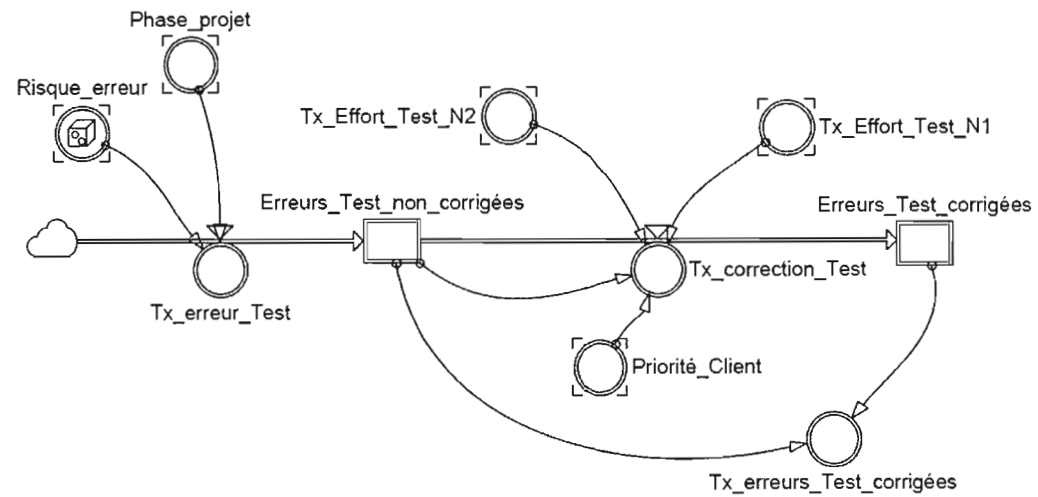 Phase_projet
Risque_erreur
Tx_Effort_Test_N2
Tx_Effort_Test_N1
Erreurs_Test_non_corrigées
Erreurs_Test_corrigées
Tx_correction_Test
Tx_erreur_Test
Priorité_Client
Tx_erreurs_Test_corrigées